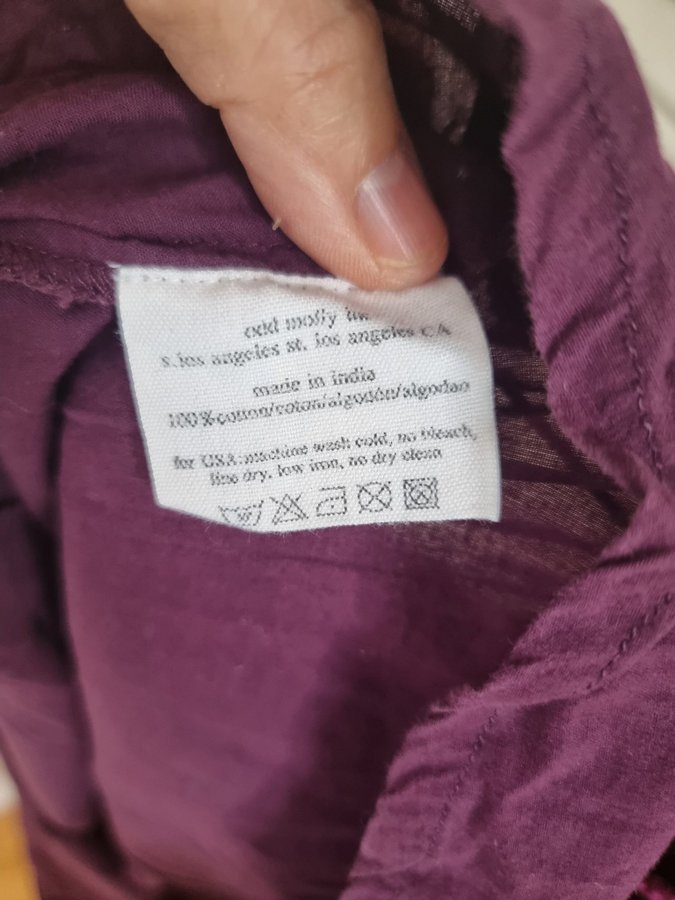 odd molly
s.los angeles st. los angeles CA
made in india
100%cotton/coton/algodón/algodao
for USA:machine wash cold, no bleach,
line dry, low iron, no dry clean